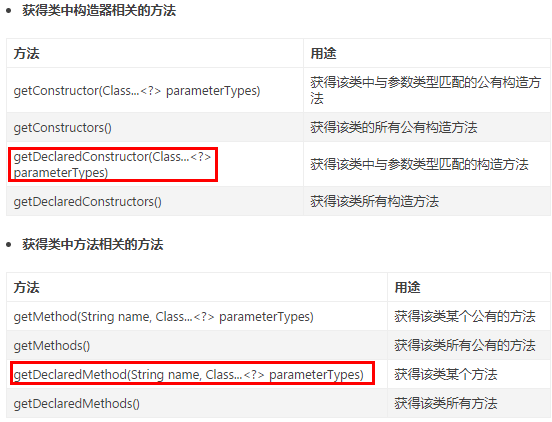 获得类中构造器相关的方法
方法 用途
getConstructor(Class...<?> parameterTypes) 获得该类中与参数类型匹配的公有构造方
法
getConstructors() 获得该类的所有公有构造方法
getDeclaredConstructor(Class...<?>
parameterTypes) 获得该类中与参数类型匹配的构造方法
getDeclaredConstructors() 获得该类所有构造方法
获得类中方法相关的方法
方法 用途
getMethod(String name, Class...<?> parameterTypes) 获得该类某个公有的方法
getMethods() 获得该类所有公有的方法
getDeclaredMethod(String name, Class...<?> parameterTypes) 获得该类某个方法
getDeclaredMethods() 获得该类所有方法